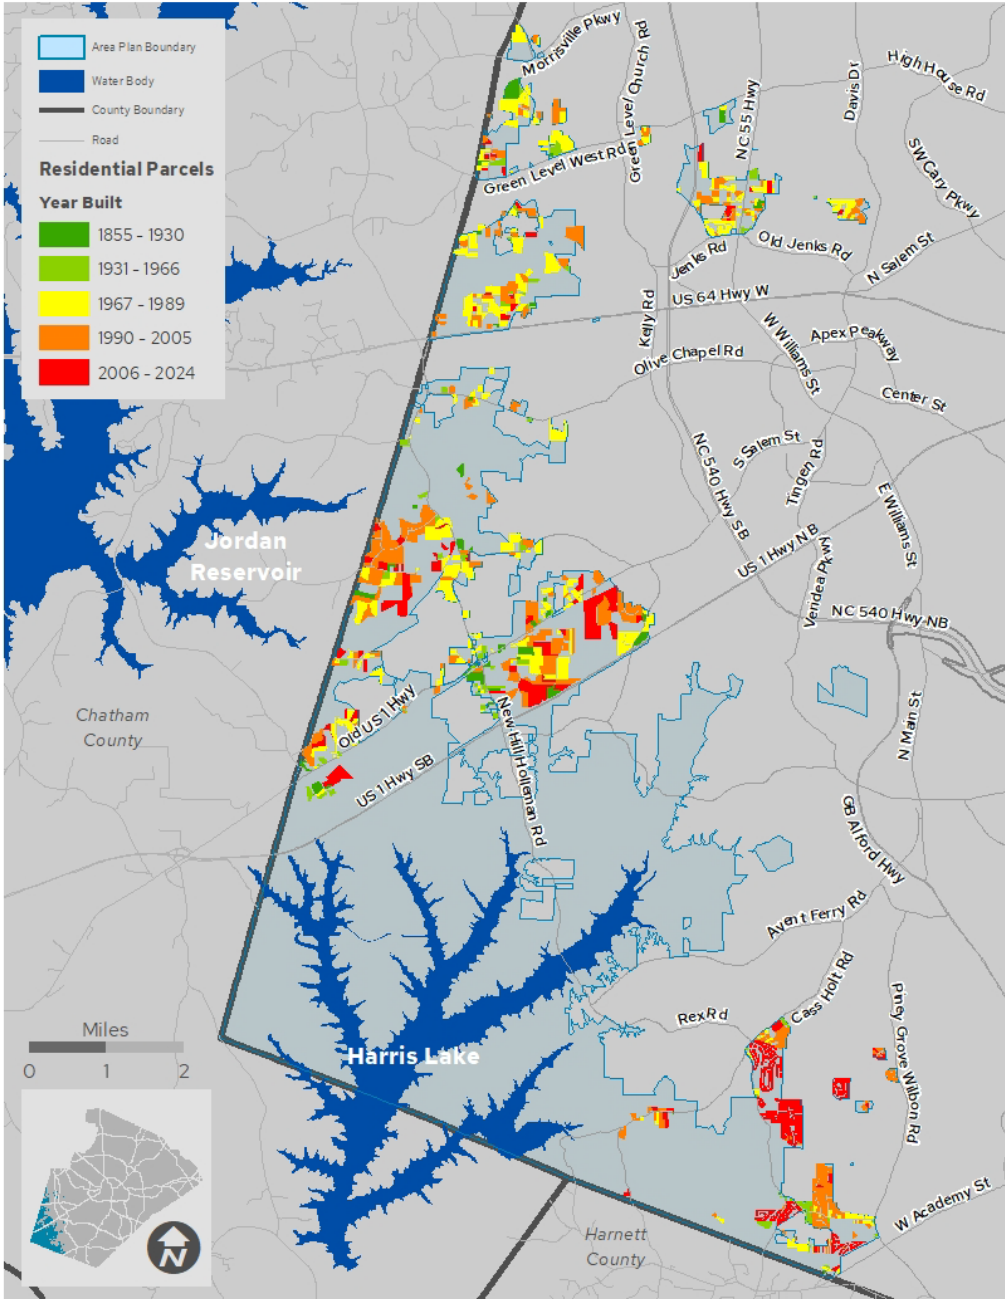 Area Plan Boundary
Water Body
County Boundary
Road
Residential Parcels
Year Built
1855 - 1930
1931 - 1966
1967 - 1989
1990 - 2005
2006 - 2024
Morrisville Pkwy
Green Level Church Rd
High House Rd
Davis Dr
NC 55 Hwy
SW Cary Pkwy
Green Level West Rd
Jenks Rd
Old Jenks Rd
N Salem St
US 64 Hwy W
Kelly Rd
W Williams St
Apex Peakway
Olive Chapel Rd
Center St
S Salem St
Tingen Rd
NC 540 Hwy SB
E Williams St
US 1 Hwy NB
Jordan
Reservoir
Veridea Pkwy
NC 540 Hwy NB
Chatham
County
Old US 1 Hwy
New Hill Holleman Rd
N Main St
US 1 Hwy SB
GB Alford Hwy
Avent Ferry Rd
Cass Holt Rd
Rex Rd
Piney Grove Wilbon Rd
Harris Lake
Miles
0 1 2
W Academy St
Harnett
County
N